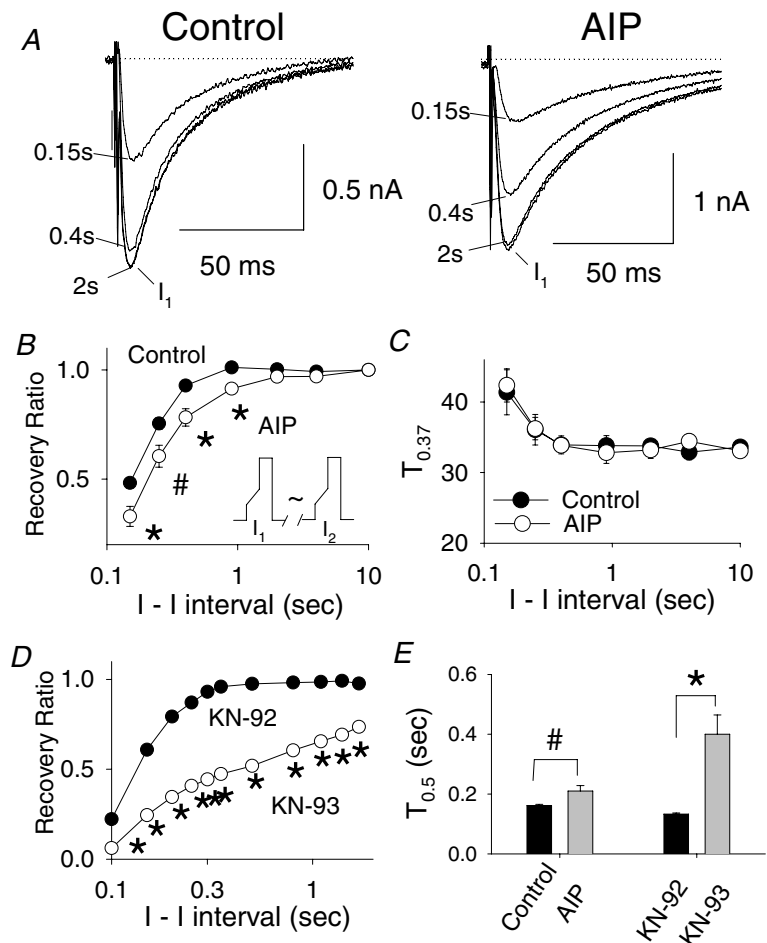 A
Control
AIP
0.15s
0.4s
2s
I1
0.5 nA
50 ms
0.15s
0.4s
2s
I1
1 nA
50 ms
B
Recovery Ratio
1.0
0.5
Control
AIP
*
#
*
*
I1
~
I2
0.1
1
10
I - I interval (sec)
C
T0.37
40
30
20
Control
AIP
0.1
1
10
I - I interval (sec)
D
Recovery Ratio
1.0
0.5
0.0
KN-92
KN-93
* * * * * * * * * * *
0.1
0.3
1
I - I interval (sec)
E
T0.5 (sec)
0.6
0.4
0.2
0.0
#
*
Control
AIP
KN-92
KN-93